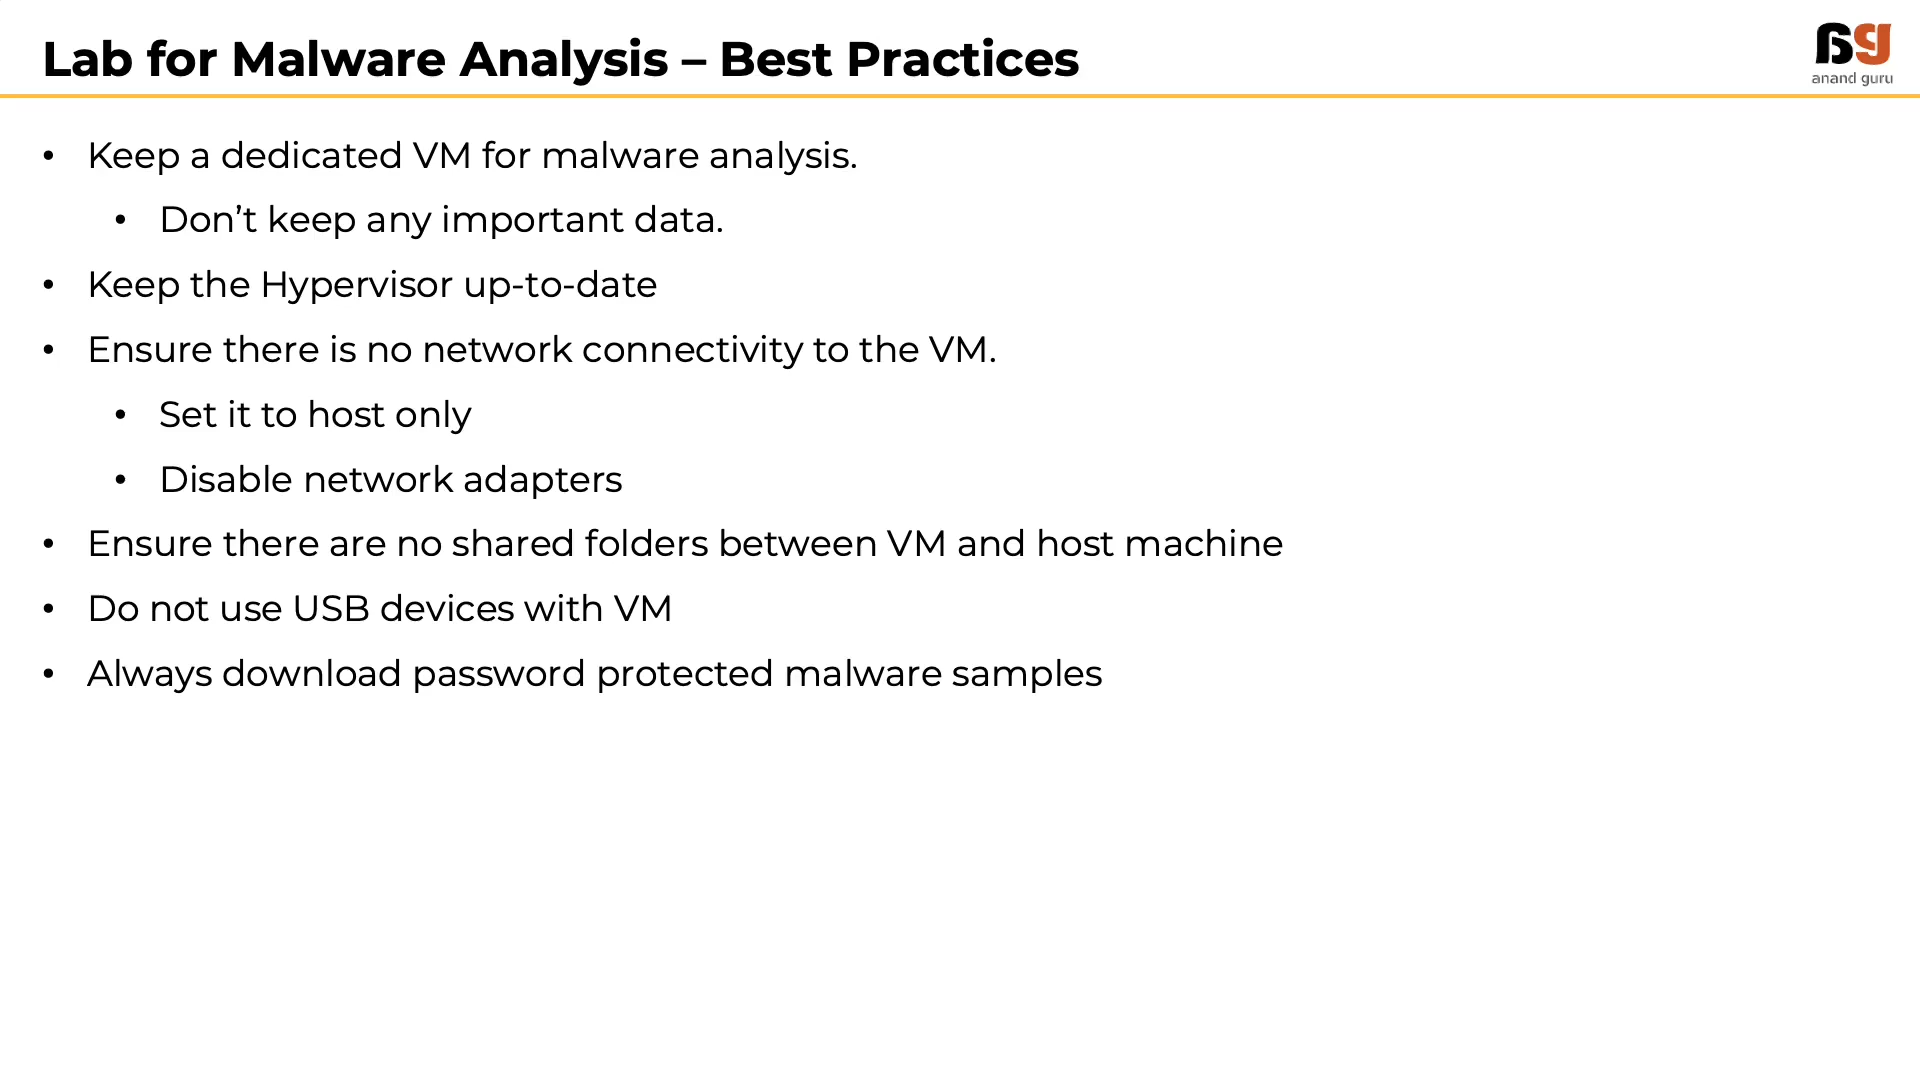 Lab for Malware Analysis – Best Practices
anand guru
• Keep a dedicated VM for malware analysis.
• Don’t keep any important data.
• Keep the Hypervisor up-to-date
• Ensure there is no network connectivity to the VM.
• Set it to host only
• Disable network adapters
• Ensure there are no shared folders between VM and host machine
• Do not use USB devices with VM
• Always download password protected malware samples